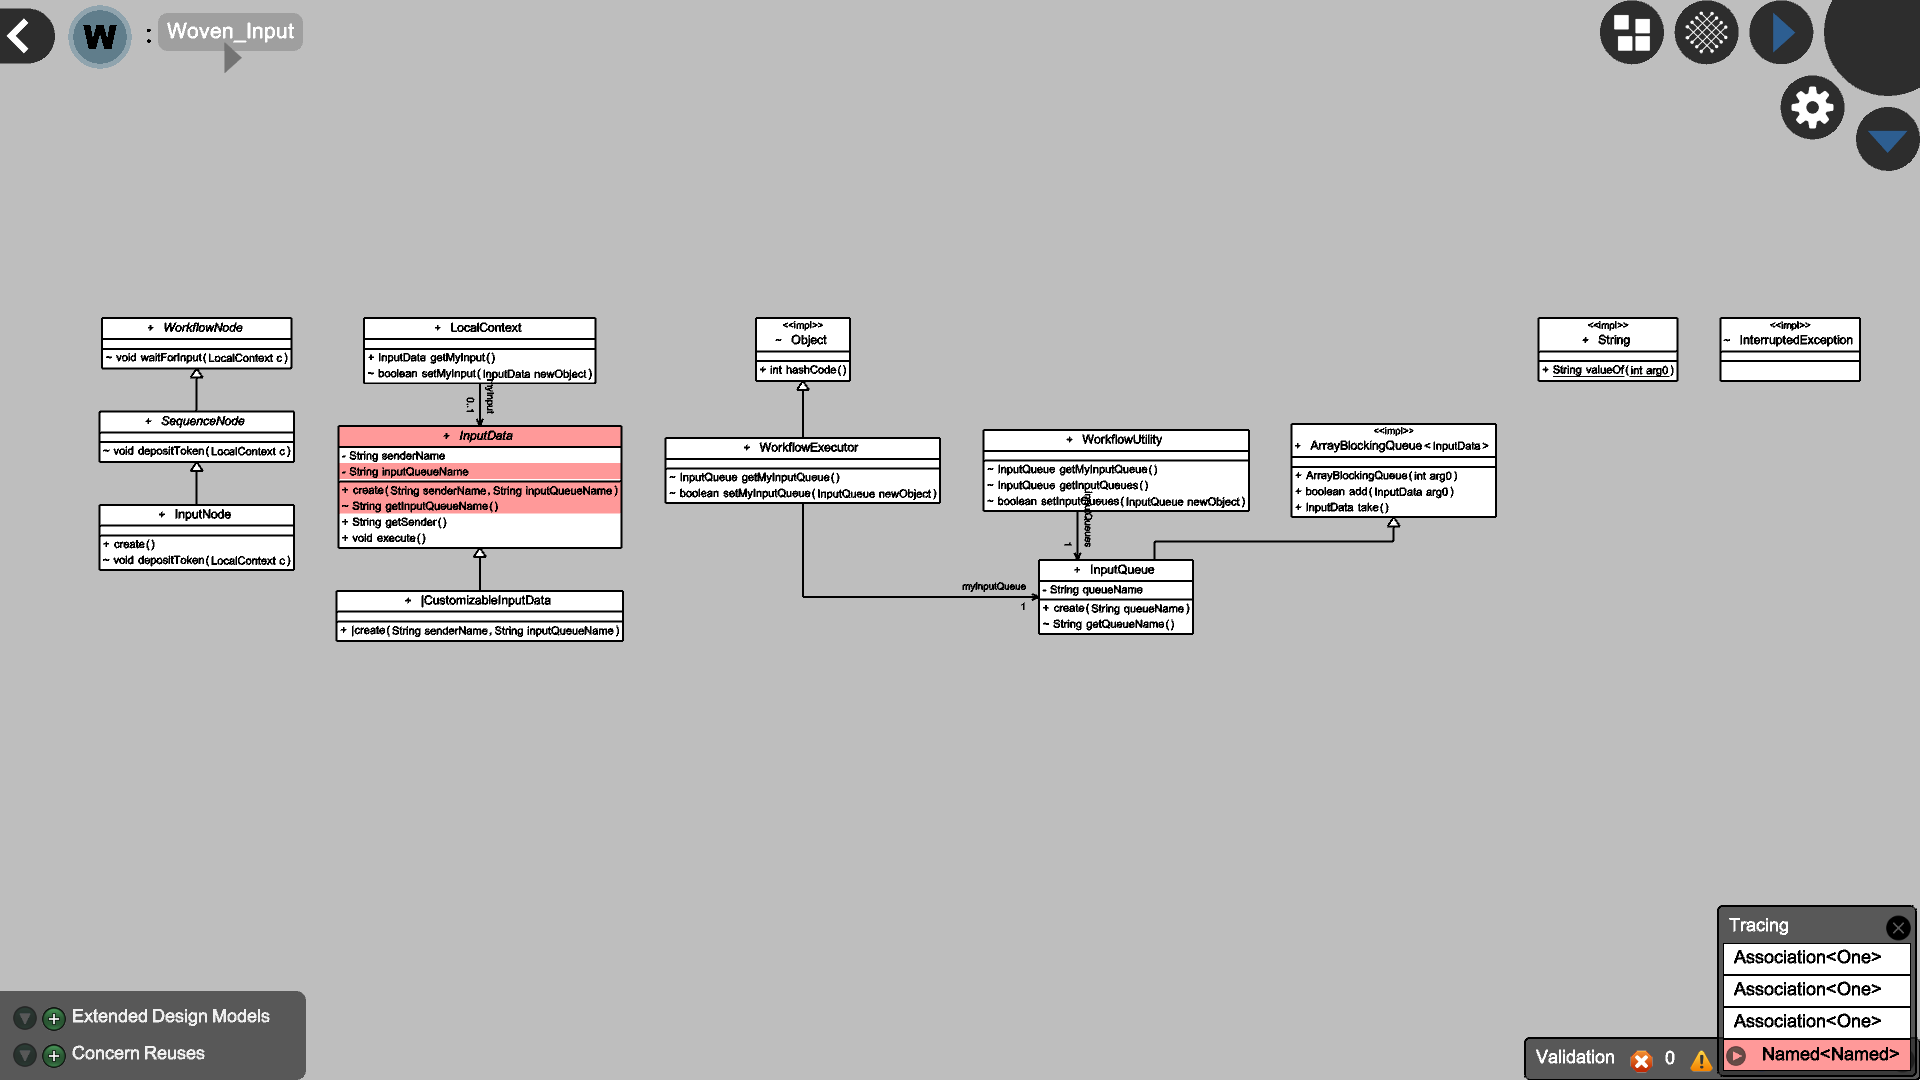 W : Woven_Input
+ WorkflowNode
~ void waitForInput(LocalContext c)
+ SequenceNode
~ void depositToken(LocalContext c)
+ InputNode
+ create()
~ void depositToken(LocalContext c)
+ LocalContext
+ InputData getMyInput()
~ boolean setMyInput(InputData newObject)
myInput
0..1
+ InputData
- String senderName
- String inputQueueName
+ create(String senderName, String inputQueueName)
~ String getInputQueueName()
+ String getSender()
+ void execute()
+ |CustomizableInputData
+ |create(String senderName, String inputQueueName)
<<impl>>
~ Object
+ int hashCode()
+ WorkflowExecutor
~ InputQueue getMyInputQueue()
~ boolean setMyInputQueue(InputQueue newObject)
myInputQueue
1
+ WorkflowUtility
~ InputQueue getMyInputQueue()
~ InputQueue getInputQueues()
~ boolean setInputQueues(InputQueue newObject)
inputQueues
1
+ InputQueue
- String queueName
+ create(String queueName)
~ String getQueueName()
<<impl>>
+ ArrayBlockingQueue<InputData>
+ ArrayBlockingQueue(int arg0)
+ boolean add(InputData arg0)
+ InputData take()
<<impl>>
+ String
+ String valueOf(int arg0)
<<impl>>
~ InterruptedException
Extended Design Models
Concern Reuses
Tracing
Association<One>
Association<One>
Association<One>
Named<Named>
Validation 0